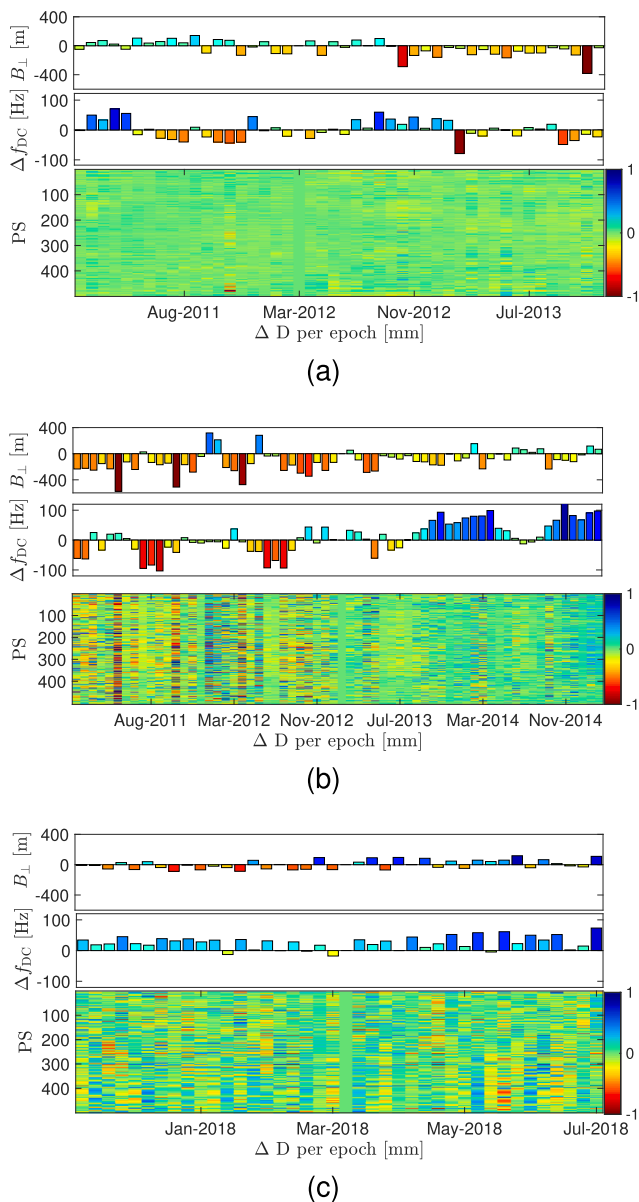 400
0
-400
B⊥ [m]
100
0
-100
Δf_DC [Hz]
100
200
300
400
PS
1
0
-1
Aug-2011 Mar-2012 Nov-2012 Jul-2013
Δ D per epoch [mm]
(a)
400
0
-400
B⊥ [m]
100
0
-100
Δf_DC [Hz]
100
200
300
400
PS
1
0
-1
Aug-2011 Mar-2012 Nov-2012 Jul-2013 Mar-2014 Nov-2014
Δ D per epoch [mm]
(b)
400
0
-400
B⊥ [m]
100
0
-100
Δf_DC [Hz]
100
200
300
400
PS
1
0
-1
Jan-2018 Mar-2018 May-2018 Jul-2018
Δ D per epoch [mm]
(c)